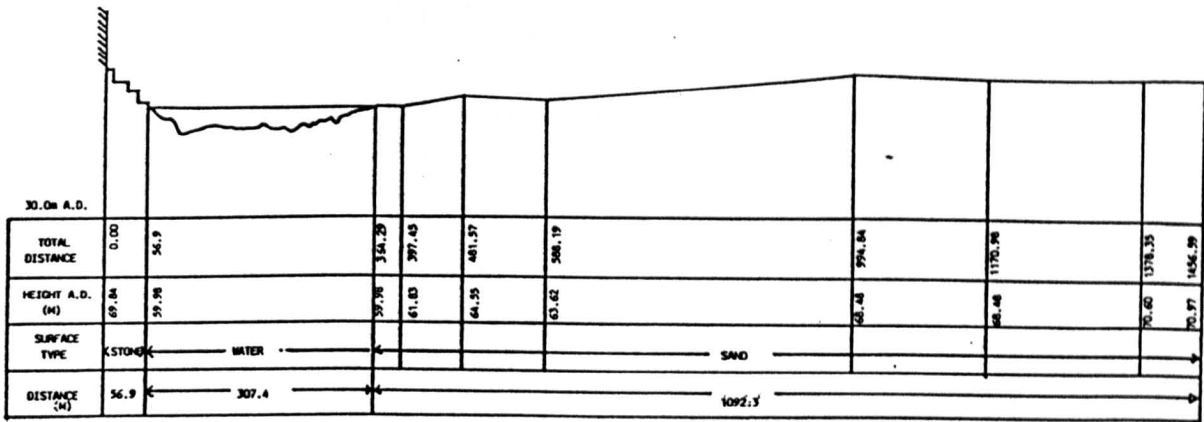 30.0m A.D.
TOTAL DISTANCE 0.00 56.9 364.29 397.45 481.57 588.19 994.84 1170.98 1378.35 1456.59
HEIGHT A.D. (M) 69.84 59.98 59.98 61.83 64.55 63.62 68.48 68.48 70.60 70.97
SURFACE TYPE STONE WATER SAND
DISTANCE (M) 56.9 307.4 1092.3